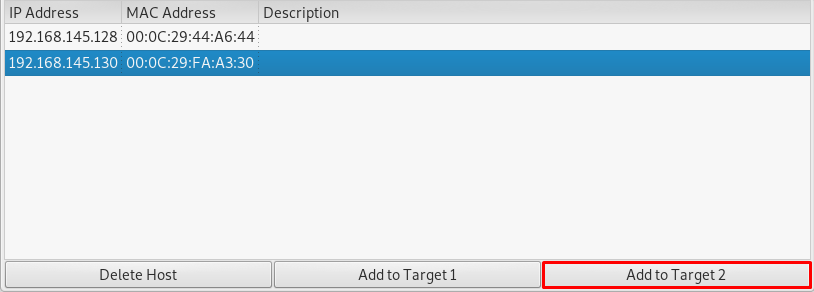 IP Address MAC Address Description
192.168.145.128 00:0C:29:44:A6:44
192.168.145.130 00:0C:29:FA:A3:30
Delete Host Add to Target 1 Add to Target 2